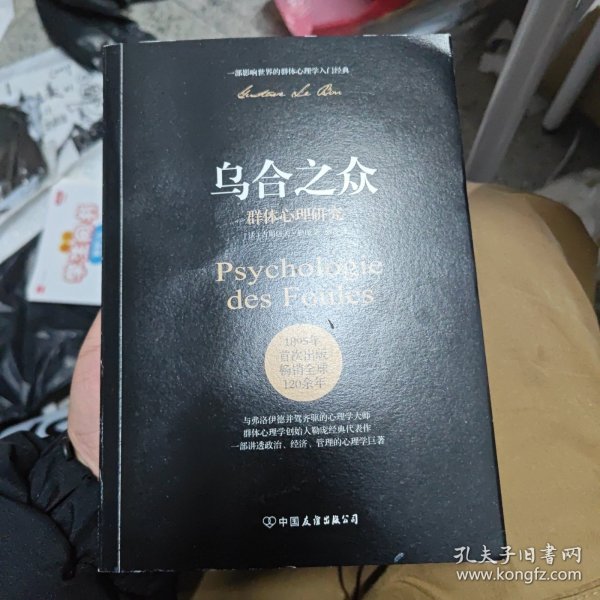 一部影响世界的群体心理学入门经典
Gustave Le Bon
乌合之众
群体心理研究
Psychologie
des Foules
1895年
首次出版
畅销全球
120余年
与弗洛伊德并驾齐驱的心理学大师
群体心理学创始人勒庞经典代表作
一部讲透政治、经济、管理的心理学巨著
中国友谊出版公司
孔夫子旧书网
www.kongfz.com